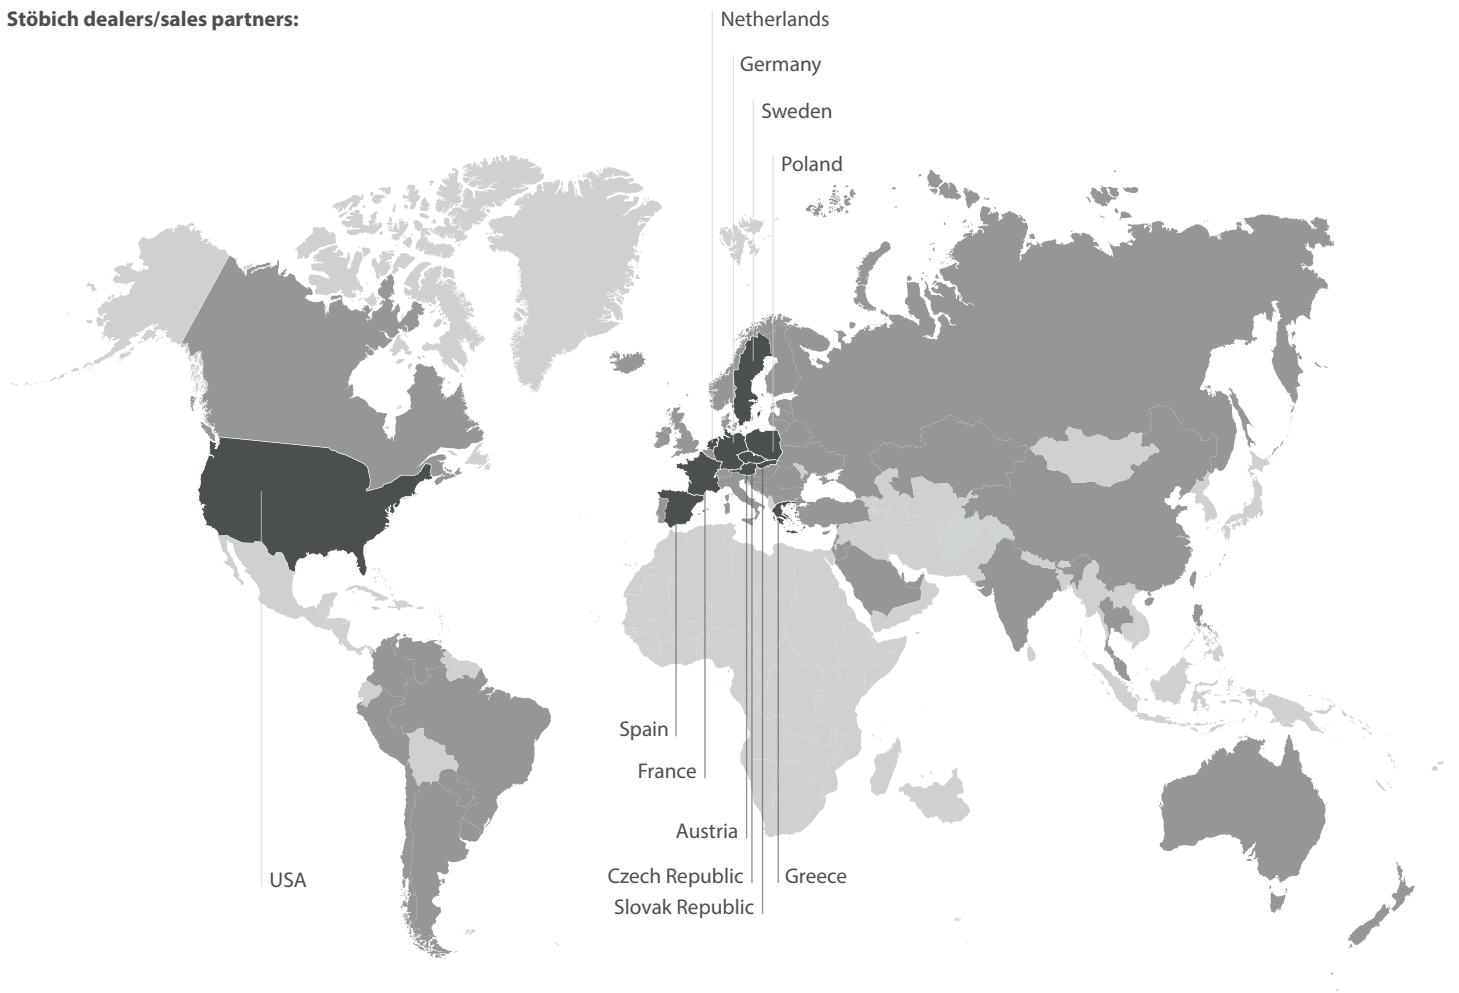 Stöbich dealers/sales partners:
Netherlands
Germany
Sweden
Poland
Spain
France
Austria
Czech Republic
Greece
Slovak Republic
USA